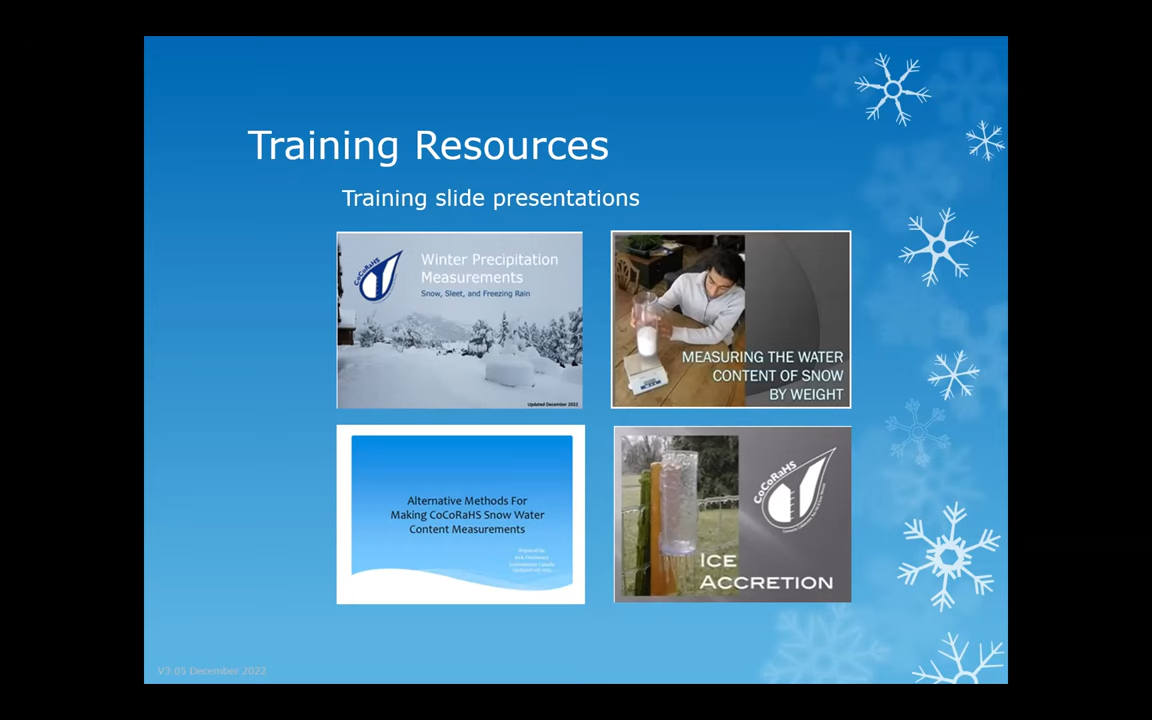 Training Resources
Training slide presentations
CoCoRaHS
Winter Precipitation
Measurements
Snow, Sleet, and Freezing Rain
Updated December 2022
MEASURING THE WATER
CONTENT OF SNOW
BY WEIGHT
Alternative Methods For
Making CoCoRaHS Snow Water
Content Measurements
Prepared by:
CoCoRaHS
ICE
ACCRETION
V3 05 December 2022